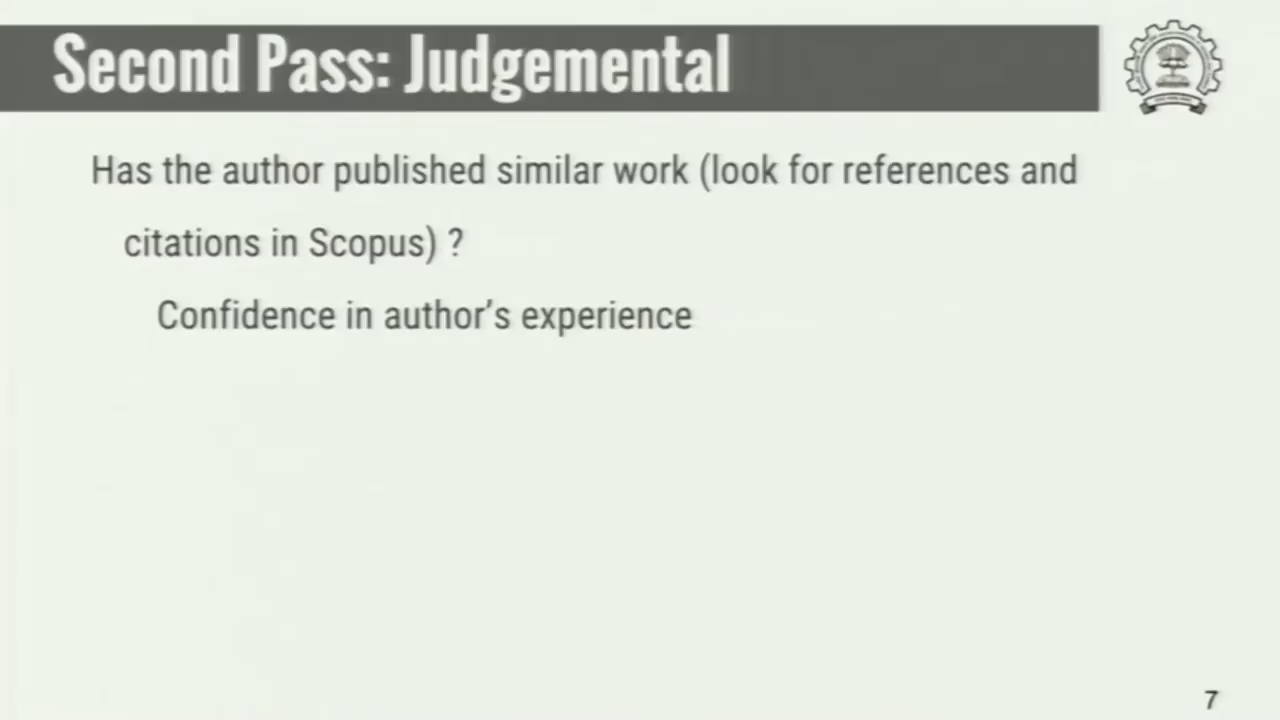 Second Pass: Judgemental
Has the author published similar work (look for references and
citations in Scopus) ?
Confidence in author’s experience
7